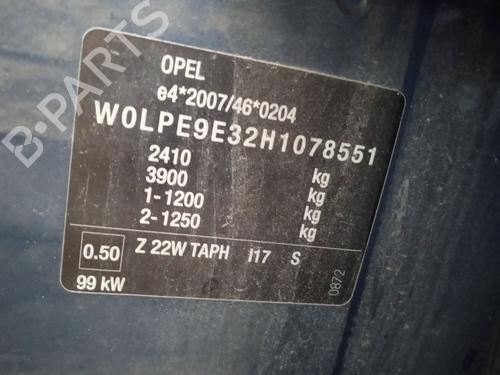 B-PARTS
OPEL
e4*2007/46*0204
W0LPE9E32H1078551
2410 kg
3900 kg
1-1200 kg
2-1250 kg
0.50 Z 22W TAPH I17 S
99 kW
0872